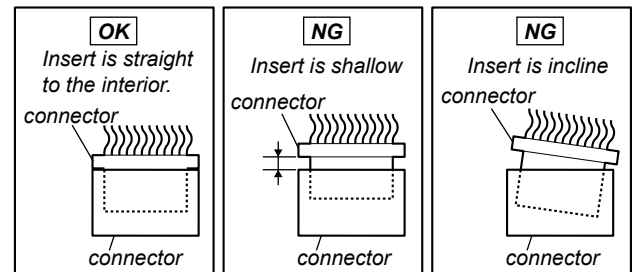 OK
Insert is straight
to the interior.
connector
connector
NG
Insert is shallow
connector
connector
NG
Insert is incline
connector
connector